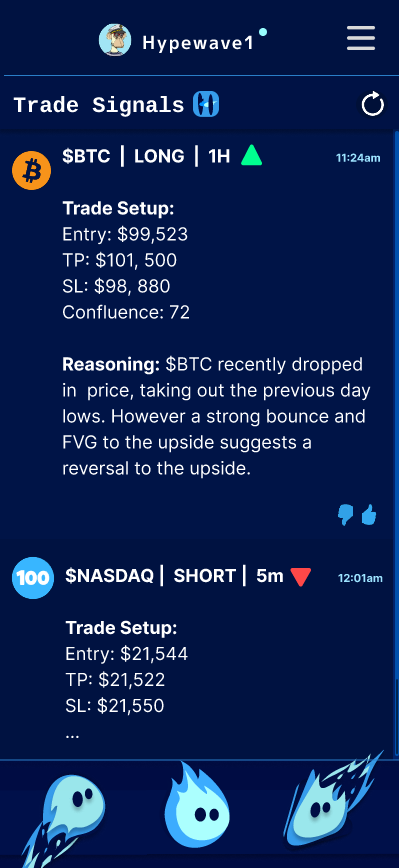 Hypewave1
Trade Signals
$BTC | LONG | 1H
11:24am
Trade Setup:
Entry: $99,523
TP: $101, 500
SL: $98, 880
Confluence: 72
Reasoning: $BTC recently dropped
in  price, taking out the previous day
lows. However a strong bounce and
FVG to the upside suggests a
reversal to the upside.
100
$NASDAQ | SHORT | 5m
12:01am
Trade Setup:
Entry: $21,544
TP: $21,522
SL: $21,550
...